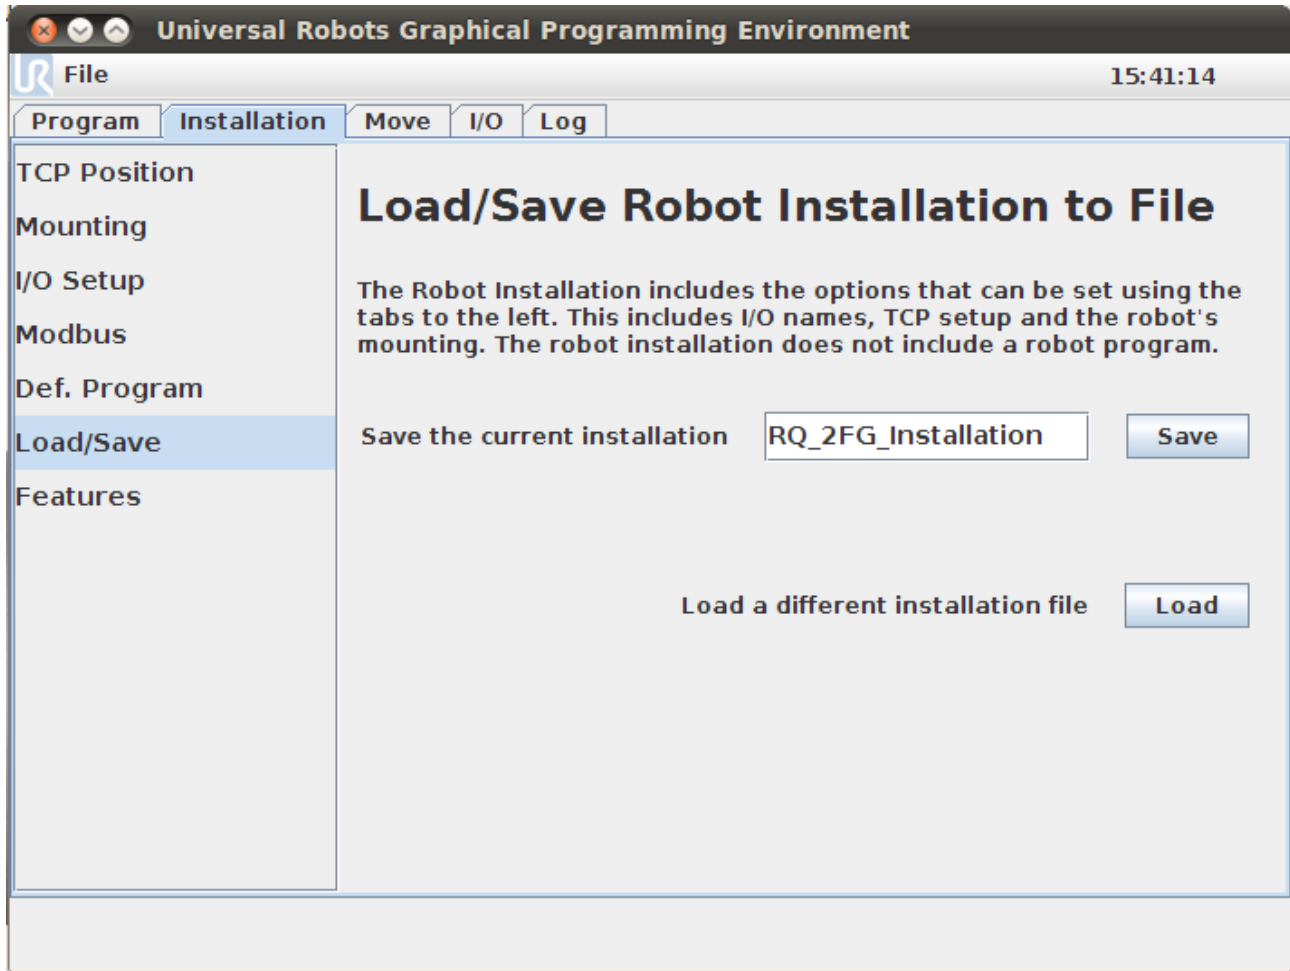 Universal Robots Graphical Programming Environment
File
15:41:14
Program
Installation
Move
I/O
Log
TCP Position
Mounting
I/O Setup
Modbus
Def. Program
Load/Save
Features
Load/Save Robot Installation to File
The Robot Installation includes the options that can be set using the
tabs to the left. This includes I/O names, TCP setup and the robot's
mounting. The robot installation does not include a robot program.
Save the current installation
RQ_2FG_Installation
Save
Load a different installation file
Load